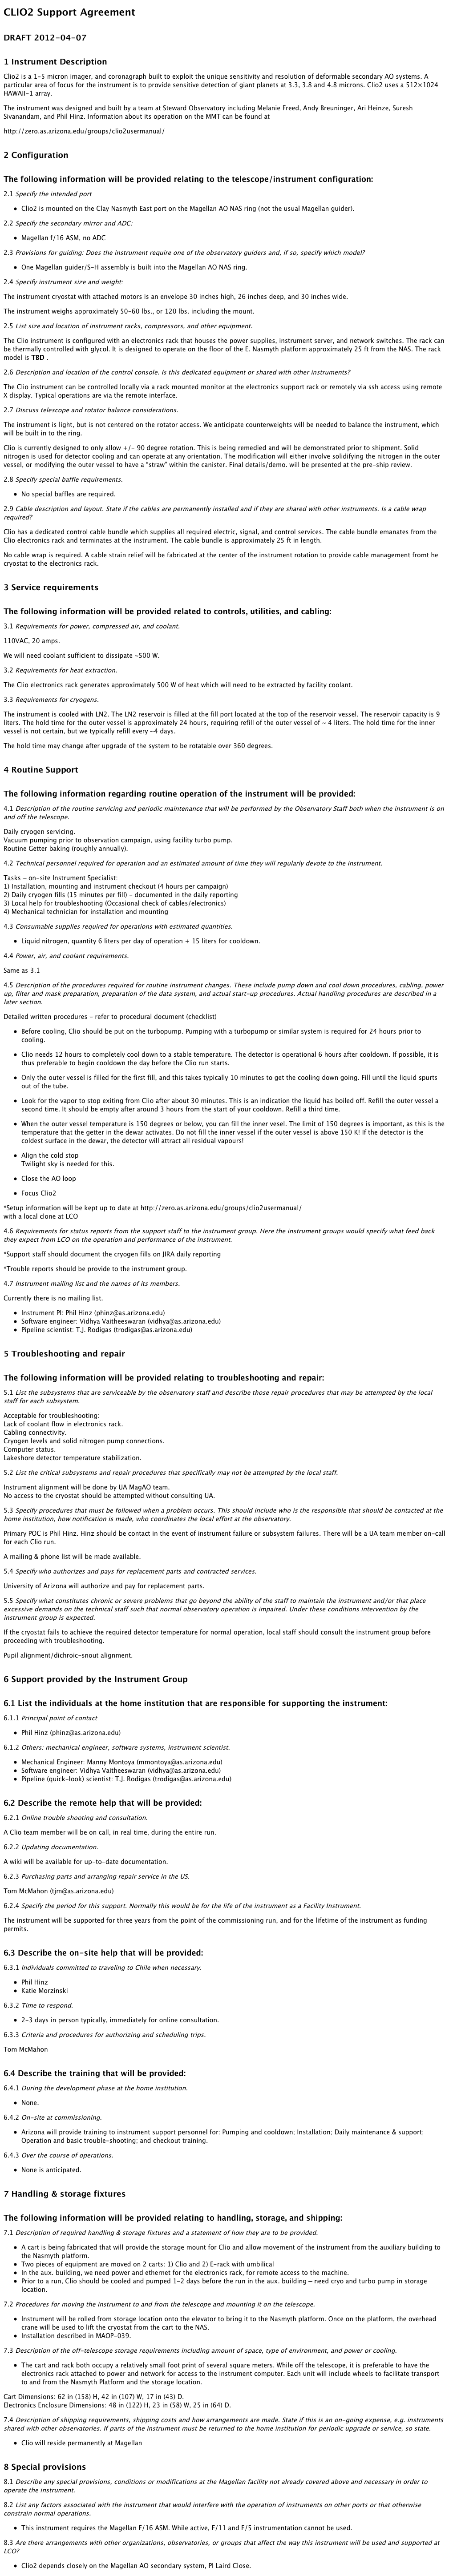 CLIO2 Support Agreement
DRAFT 2012-04-07
1 Instrument Description
Clio2 is a 1-5 micron imager, and coronagraph built to exploit the unique sensitivity and resolution of deformable secondary AO systems. A
particular area of focus for the instrument is to provide sensitive detection of giant planets at 3.3, 3.8 and 4.8 microns. Clio2 uses a 512×1024
HAWAII-1 array.
The instrument was designed and built by a team at Steward Observatory including Melanie Freed, Andy Breuninger, Ari Heinze, Suresh
Sivanandam, and Phil Hinz. Information about its operation on the MMT can be found at
http://zero.as.arizona.edu/groups/clio2usermanual/
2 Configuration
The following information will be provided relating to the telescope/instrument configuration:
2.1 Specify the intended port
• Clio2 is mounted on the Clay Nasmyth East port on the Magellan AO NAS ring (not the usual Magellan guider).
2.2 Specify the secondary mirror and ADC:
• Magellan f/16 ASM, no ADC
2.3 Provisions for guiding: Does the instrument require one of the observatory guiders and, if so, specify which model?
• One Magellan guider/S-H assembly is built into the Magellan AO NAS ring.
2.4 Specify instrument size and weight:
The instrument cryostat with attached motors is an envelope 30 inches high, 26 inches deep, and 30 inches wide.
The instrument weighs approximately 50-60 lbs., or 120 lbs. including the mount.
2.5 List size and location of instrument racks, compressors, and other equipment.
The Clio instrument is configured with an electronics rack that houses the power supplies, instrument server, and network switches. The rack can
be thermally controlled with glycol. It is designed to operate on the floor of the E. Nasmyth platform approximately 25 ft from the NAS. The rack
model is TBD .
2.6 Description and location of the control console. Is this dedicated equipment or shared with other instruments?
The Clio instrument can be controlled locally via a rack mounted monitor at the electronics support rack or remotely via ssh access using remote
X display. Typical operations are via the remote interface.
2.7 Discuss telescope and rotator balance considerations.
The instrument is light, but is not centered on the rotator access. We anticipate counterweights will be needed to balance the instrument, which
will be built in to the ring.
Clio is currently designed to only allow +/- 90 degree rotation. This is being remedied and will be demonstrated prior to shipment. Solid
nitrogen is used for detector cooling and can operate at any orientation. The modification will either involve solidifying the nitrogen in the outer
vessel, or modifying the outer vessel to have a “straw” within the canister. Final details/demo. will be presented at the pre-ship review.
2.8 Specify special baffle requirements.
• No special baffles are required.
2.9 Cable description and layout. State if the cables are permanently installed and if they are shared with other instruments. Is a cable wrap
required?
Clio has a dedicated control cable bundle which supplies all required electric, signal, and control services. The cable bundle emanates from the
Clio electronics rack and terminates at the instrument. The cable bundle is approximately 25 ft in length.
No cable wrap is required. A cable strain relief will be fabricated at the center of the instrument rotation to provide cable management fromt he
cryostat to the electronics rack.
3 Service requirements
The following information will be provided related to controls, utilities, and cabling:
3.1 Requirements for power, compressed air, and coolant.
110VAC, 20 amps.
We will need coolant sufficient to dissipate ~500 W.
3.2 Requirements for heat extraction.
The Clio electronics rack generates approximately 500 W of heat which will need to be extracted by facility coolant.
3.3 Requirements for cryogens.
The instrument is cooled with LN2. The LN2 reservoir is filled at the fill port located at the top of the reservoir vessel. The reservoir capacity is 9
liters. The hold time for the outer vessel is approximately 24 hours, requiring refill of the outer vessel of ~ 4 liters. The hold time for the inner
vessel is not certain, but we typically refill every ~4 days.
The hold time may change after upgrade of the system to be rotatable over 360 degrees.
4 Routine Support
The following information regarding routine operation of the instrument will be provided:
4.1 Description of the routine servicing and periodic maintenance that will be performed by the Observatory Staff both when the instrument is on
and off the telescope.
Daily cryogen servicing.
Vacuum pumping prior to observation campaign, using facility turbo pump.
Routine Getter baking (roughly annually).
4.2 Technical personnel required for operation and an estimated amount of time they will regularly devote to the instrument.
Tasks – on-site Instrument Specialist:
1) Installation, mounting and instrument checkout (4 hours per campaign)
2) Daily cryogen fills (15 minutes per fill) – documented in the daily reporting
3) Local help for troubleshooting (Occasional check of cables/electronics)
4) Mechanical technician for installation and mounting
4.3 Consumable supplies required for operations with estimated quantities.
• Liquid nitrogen, quantity 6 liters per day of operation + 15 liters for cooldown.
4.4 Power, air, and coolant requirements.
Same as 3.1
4.5 Description of the procedures required for routine instrument changes. These include pump down and cool down procedures, cabling, power
up, filter and mask preparation, preparation of the data system, and actual start-up procedures. Actual handling procedures are described in a
later section.
Detailed written procedures – refer to procedural document (checklist)
• Before cooling, Clio should be put on the turbopump. Pumping with a turbopump or similar system is required for 24 hours prior to
cooling.
• Clio needs 12 hours to completely cool down to a stable temperature. The detector is operational 6 hours after cooldown. If possible, it is
thus preferable to begin cooldown the day before the Clio run starts.
• Only the outer vessel is filled for the first fill, and this takes typically 10 minutes to get the cooling down going. Fill until the liquid spurts
out of the tube.
• Look for the vapor to stop exiting from Clio after about 30 minutes. This is an indication the liquid has boiled off. Refill the outer vessel a
second time. It should be empty after around 3 hours from the start of your cooldown. Refill a third time.
• When the outer vessel temperature is 150 degrees or below, you can fill the inner vesel. The limit of 150 degrees is important, as this is the
temperature that the getter in the dewar activates. Do not fill the inner vessel if the outer vessel is above 150 K! If the detector is the
coldest surface in the dewar, the detector will attract all residual vapours!
• Align the cold stop
Twilight sky is needed for this.
• Close the AO loop
• Focus Clio2
*Setup information will be kept up to date at http://zero.as.arizona.edu/groups/clio2usermanual/
with a local clone at LCO
4.6 Requirements for status reports from the support staff to the instrument group. Here the instrument groups would specify what feed back
they expect from LCO on the operation and performance of the instrument.
*Support staff should document the cryogen fills on JIRA daily reporting
*Trouble reports should be provide to the instrument group.
4.7 Instrument mailing list and the names of its members.
Currently there is no mailing list.
• Instrument PI: Phil Hinz (phinz@as.arizona.edu)
• Software engineer: Vidhya Vaitheeswaran (vidhya@as.arizona.edu)
• Pipeline scientist: T.J. Rodigas (trodigas@as.arizona.edu)
5 Troubleshooting and repair
The following information will be provided relating to troubleshooting and repair:
5.1 List the subsystems that are serviceable by the observatory staff and describe those repair procedures that may be attempted by the local
staff for each subsystem.
Acceptable for troubleshooting:
Lack of coolant flow in electronics rack.
Cabling connectivity.
Cryogen levels and solid nitrogen pump connections.
Computer status.
Lakeshore detector temperature stabilization.
5.2 List the critical subsystems and repair procedures that specifically may not be attempted by the local staff.
Instrument alignment will be done by UA MagAO team.
No access to the cryostat should be attempted without consulting UA.
5.3 Specify procedures that must be followed when a problem occurs. This should include who is the responsible that should be contacted at the
home institution, how notification is made, who coordinates the local effort at the observatory.
Primary POC is Phil Hinz. Hinz should be contact in the event of instrument failure or subsystem failures. There will be a UA team member on-call
for each Clio run.
A mailing & phone list will be made available.
5.4 Specify who authorizes and pays for replacement parts and contracted services.
University of Arizona will authorize and pay for replacement parts.
5.5 Specify what constitutes chronic or severe problems that go beyond the ability of the staff to maintain the instrument and/or that place
excessive demands on the technical staff such that normal observatory operation is impaired. Under these conditions intervention by the
instrument group is expected.
If the cryostat fails to achieve the required detector temperature for normal operation, local staff should consult the instrument group before
proceeding with troubleshooting.
Pupil alignment/dichroic-snout alignment.
6 Support provided by the Instrument Group
6.1 List the individuals at the home institution that are responsible for supporting the instrument:
6.1.1 Principal point of contact
• Phil Hinz (phinz@as.arizona.edu)
6.1.2 Others: mechanical engineer, software systems, instrument scientist.
• Mechanical Engineer: Manny Montoya (mmontoya@as.arizona.edu)
• Software engineer: Vidhya Vaitheeswaran (vidhya@as.arizona.edu)
• Pipeline (quick-look) scientist: T.J. Rodigas (trodigas@as.arizona.edu)
6.2 Describe the remote help that will be provided:
6.2.1 Online trouble shooting and consultation.
A Clio team member will be on call, in real time, during the entire run.
6.2.2 Updating documentation.
A wiki will be available for up-to-date documentation.
6.2.3 Purchasing parts and arranging repair service in the US.
Tom McMahon (tjm@as.arizona.edu)
6.2.4 Specify the period for this support. Normally this would be for the life of the instrument as a Facility Instrument.
The instrument will be supported for three years from the point of the commissioning run, and for the lifetime of the instrument as funding
permits.
6.3 Describe the on-site help that will be provided:
6.3.1 Individuals committed to traveling to Chile when necessary.
• Phil Hinz
• Katie Morzinski
6.3.2 Time to respond.
• 2-3 days in person typically, immediately for online consultation.
6.3.3 Criteria and procedures for authorizing and scheduling trips.
Tom McMahon
6.4 Describe the training that will be provided:
6.4.1 During the development phase at the home institution.
• None.
6.4.2 On-site at commissioning.
• Arizona will provide training to instrument support personnel for: Pumping and cooldown; Installation; Daily maintenance & support;
Operation and basic trouble-shooting; and checkout training.
6.4.3 Over the course of operations.
• None is anticipated.
7 Handling & storage fixtures
The following information will be provided relating to handling, storage, and shipping:
7.1 Description of required handling & storage fixtures and a statement of how they are to be provided.
• A cart is being fabricated that will provide the storage mount for Clio and allow movement of the instrument from the auxiliary building to
the Nasmyth platform.
• Two pieces of equipment are moved on 2 carts: 1) Clio and 2) E-rack with umbilical
• In the aux. building, we need power and ethernet for the electronics rack, for remote access to the machine.
• Prior to a run, Clio should be cooled and pumped 1-2 days before the run in the aux. building – need cryo and turbo pump in storage
location.
7.2 Procedures for moving the instrument to and from the telescope and mounting it on the telescope.
• Instrument will be rolled from storage location onto the elevator to bring it to the Nasmyth platform. Once on the platform, the overhead
crane will be used to lift the cryostat from the cart to the NAS.
• Installation described in MAOP-039.
7.3 Description of the off-telescope storage requirements including amount of space, type of environment, and power or cooling.
• The cart and rack both occupy a relatively small foot print of several square meters. While off the telescope, it is preferable to have the
electronics rack attached to power and network for access to the instrument computer. Each unit will include wheels to facilitate transport
to and from the Magellan Platform and the storage location.
Cart Dimensions: 62 in (158) H, 42 in (107) W, 17 in (43) D.
Electronics Enclosure Dimensions: 48 in (122) H, 23 in (58) W, 25 in (64) D.
7.4 Description of shipping requirements, shipping costs and how arrangements are made. State if this is an on-going expense, e.g. instruments
shared with other observatories. If parts of the instrument must be returned to the home institution for periodic upgrade or service, so state.
• Clio will reside permanently at Magellan
8 Special provisions
8.1 Describe any special provisions, conditions or modifications at the Magellan facility not already covered above and necessary in order to
operate the instrument.
8.2 List any factors associated with the instrument that would interfere with the operation of instruments on other ports or that otherwise
constrain normal operations.
• This instrument requires the Magellan F/16 ASM. While active, F/11 and F/5 instrumentation cannot be used.
8.3 Are there arrangements with other organizations, observatories, or groups that affect the way this instrument will be used and supported at
LCO?
• Clio2 depends closely on the Magellan AO secondary system, PI Laird Close.